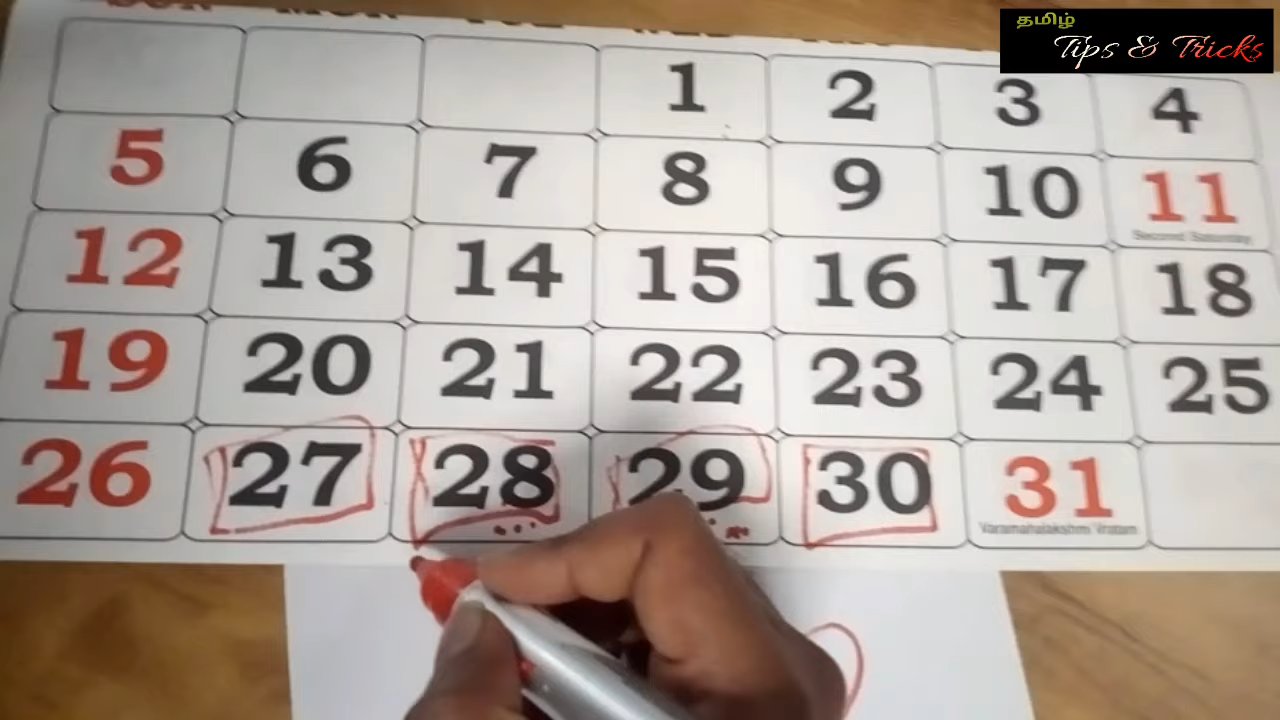 தமிழ்
Tips & Tricks
1 2 3 4
5 6 7 8 9 10 11
Second Saturday
12 13 14 15 16 17 18
19 20 21 22 23 24 25
26 27 28 29 30 31
Varamahalakshmi Vratam